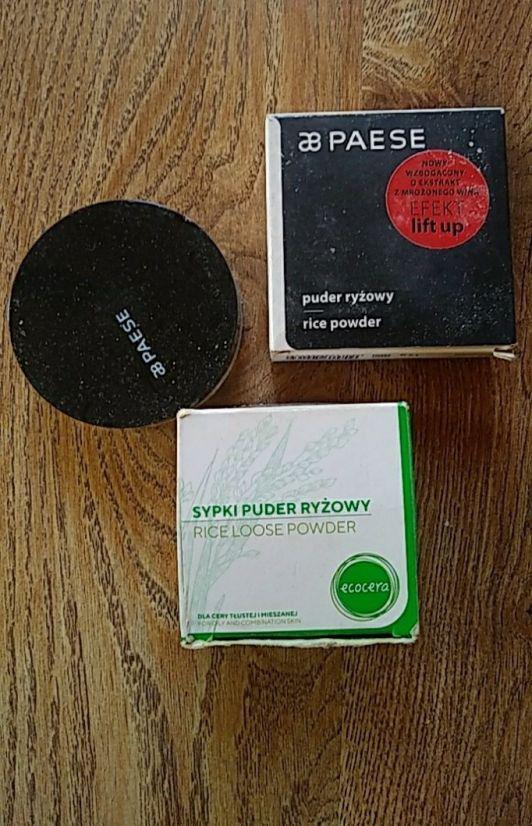 PAESE
NOWY
WZBOGACONY
O EKSTRAKT
Z MROŻONEGO WINA
EFEKT
lift up
puder ryżowy
rice powder
PAESE
SYPKI PUDER RYŻOWY
RICE LOOSE POWDER
ecocera
DLA CERY TŁUSTEJ I MIESZANEJ
FOR OILY AND COMBINATION SKIN